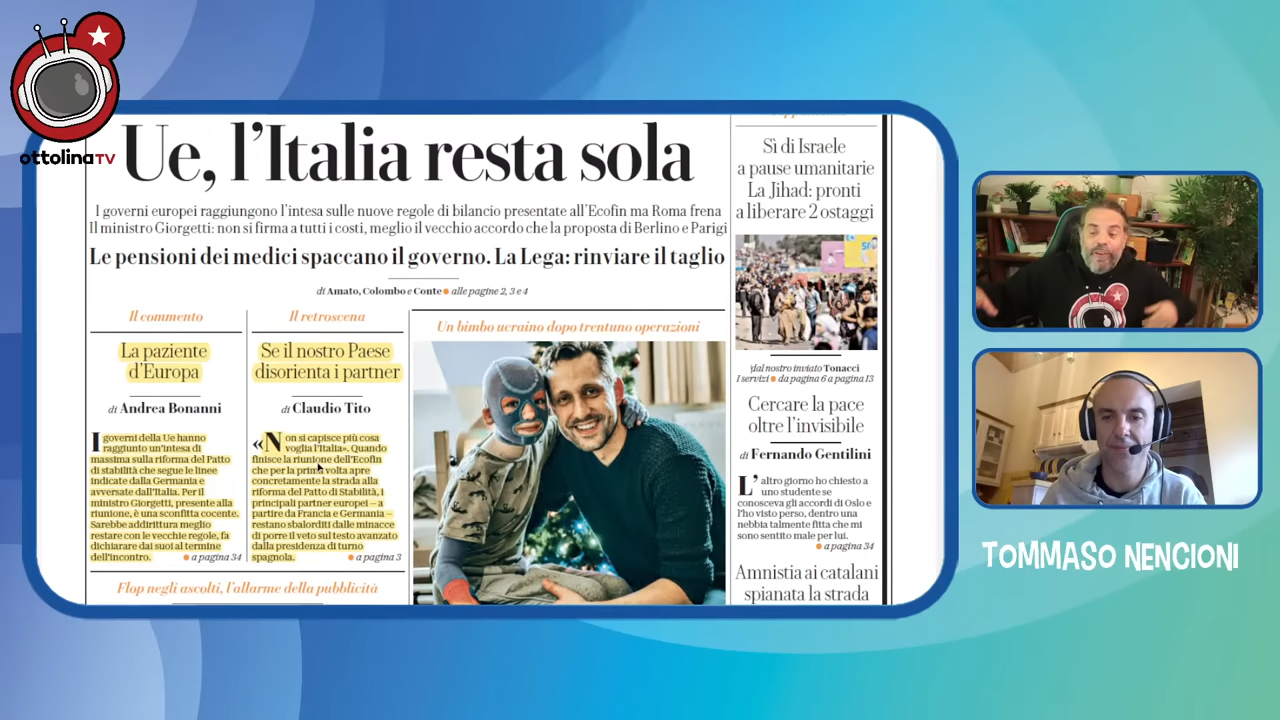 ottolinaTV
Ue, l'Italia resta sola
I governi europei raggiungono l'intesa sulle nuove regole di bilancio presentate all'Ecofin ma Roma frena
Il ministro Giorgetti: non si firma a tutti i costi, meglio il vecchio accordo che la proposta di Berlino e Parigi
Le pensioni dei medici spaccano il governo. La Lega: rinviare il taglio
di Amato, Colombo e Conte ● alle pagine 2, 3 e 4
Il commento
La paziente
d'Europa
di Andrea Bonanni
I governi della Ue hanno
raggiunto un'intesa di
massima sulla riforma del Patto
di stabilità che segue le linee
indicate dalla Germania e
avversate dall'Italia. Per il
ministro Giorgetti, presente alla
riunione, è una sconfitta cocente.
Sarebbe addirittura meglio
restare con le vecchie regole, fa
dichiarare dai suoi al termine
dell'incontro.
● a pagina 34
Il retroscena
Se il nostro Paese
disorienta i partner
di Claudio Tito
«Non si capisce più cosa
voglia l'Italia». Quando
finisce la riunione dell'Ecofin
che per la prima volta apre
concretamente la strada alla
riforma del Patto di Stabilità, i
principali partner europei – a
partire da Francia e Germania –
restano sbalorditi dalle minacce
di porre il veto sul testo avanzato
dalla presidenza di turno
spagnola.
● a pagina 3
Flop negli ascolti, l'allarme della pubblicità
Un bimbo ucraino dopo trentuno operazioni
Sì di Israele
a pause umanitarie
La Jihad: pronti
a liberare 2 ostaggi
dal nostro inviato Tonacci
I servizi ● da pagina 6 a pagina 13
Cercare la pace
oltre l'invisibile
di Fernando Gentilini
L'altro giorno ho chiesto a
uno studente se
conosceva gli accordi di Oslo e
l'ho visto perso, dentro una
nebbia talmente fitta che mi
sono sentito male per lui.
● a pagina 34
Amnistia ai catalani
spianata la strada
TOMMASO NENCIONI